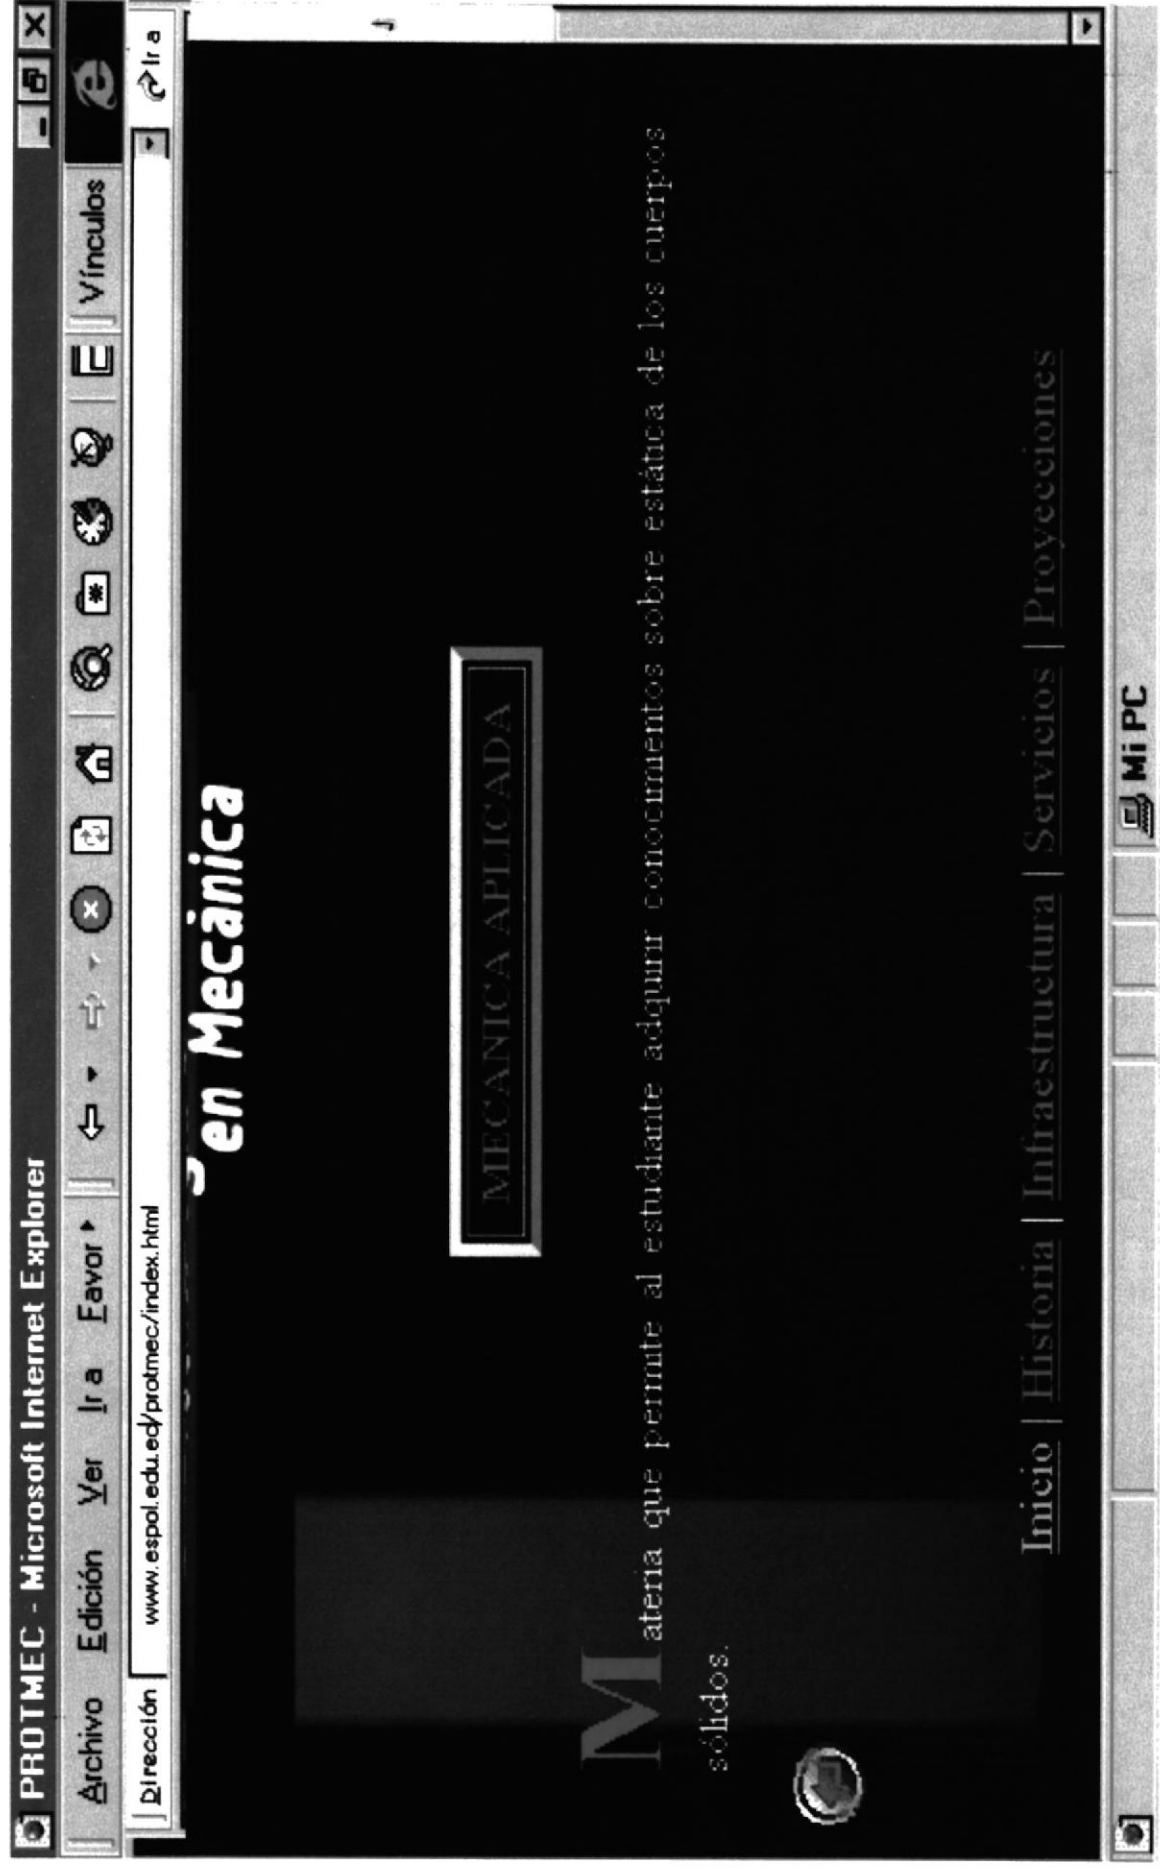 PROTMEC - Microsoft Internet Explorer
Archivo Edición Ver Ir a Favor Vínculos
Dirección www.espol.edu.ed/protmec/index.html Ir a
en Mecánica
MECANICA APLICADA
Materia que permite al estudiante adquirir conocimientos sobre estática de los cuerpos
sólidos.
Inicio | Historia | Infraestructura | Servicios | Proyecciones
Mi PC